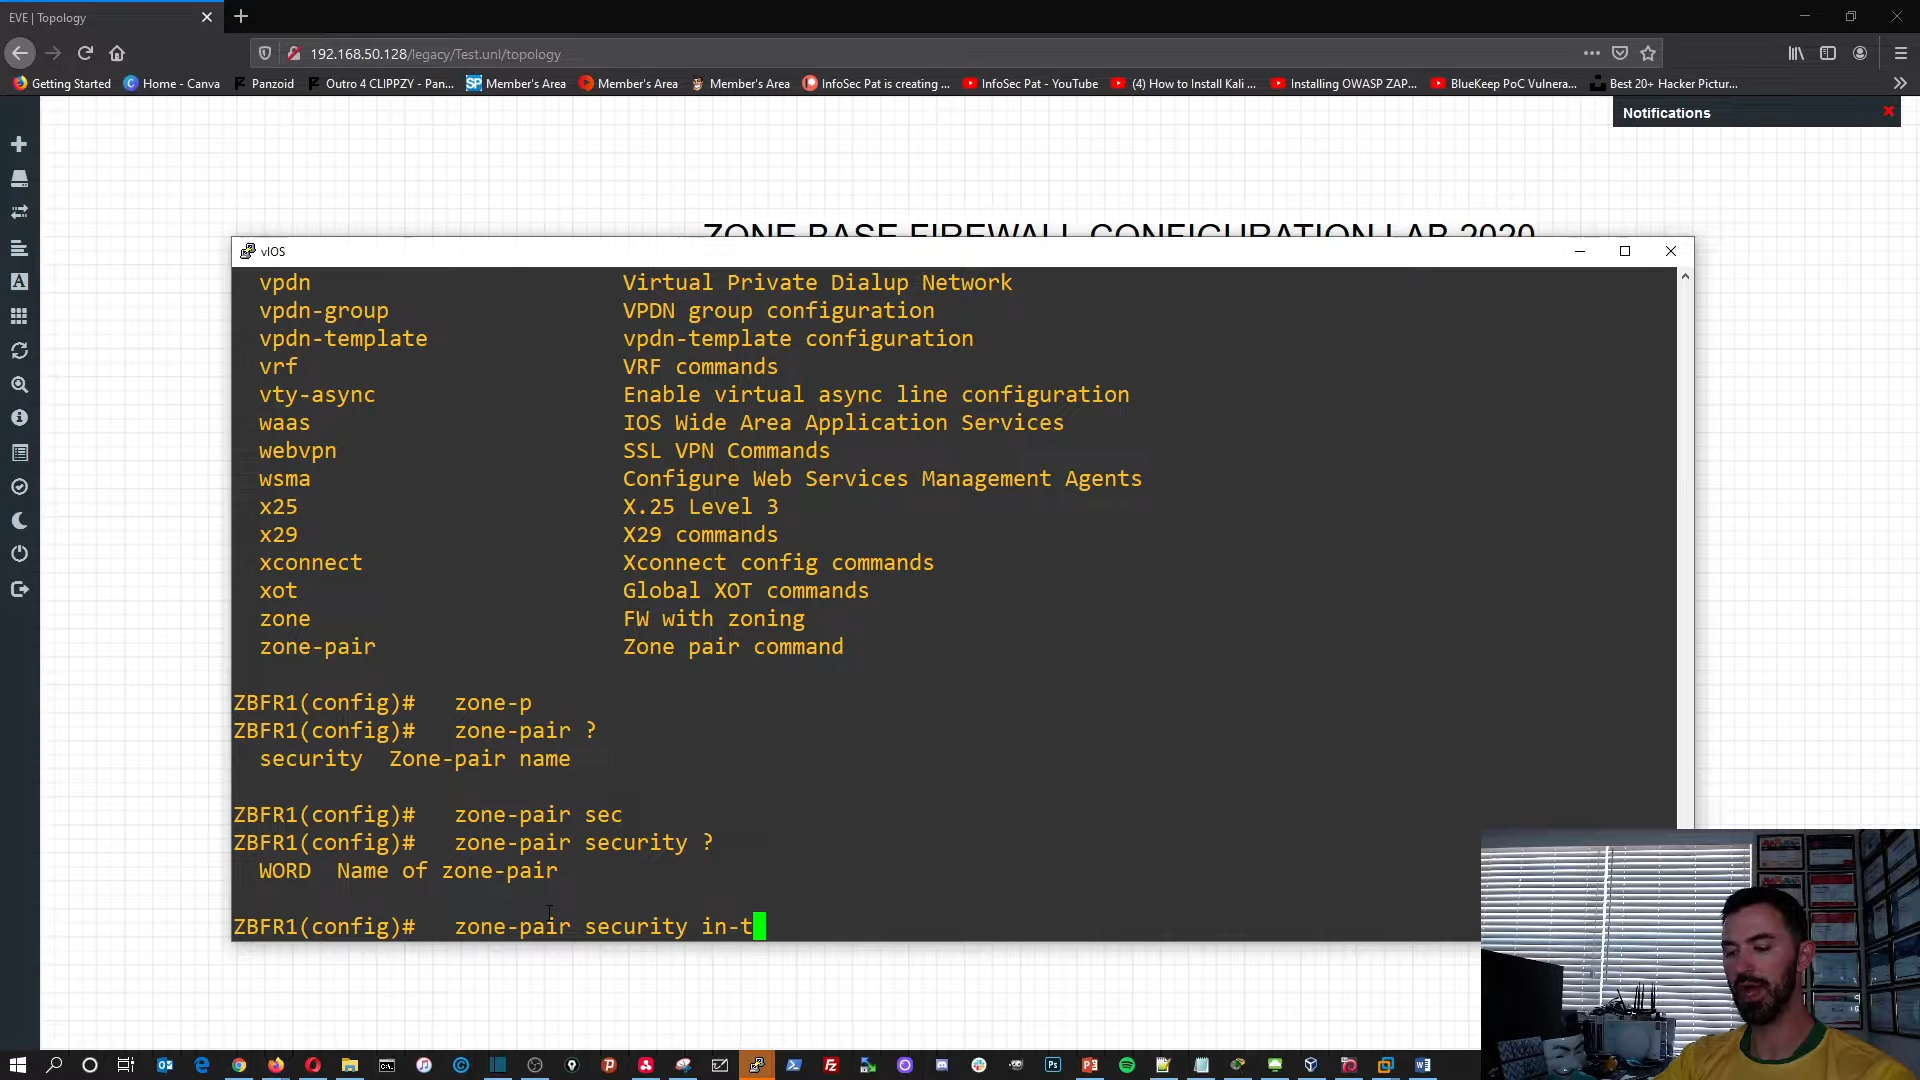 EVE | Topology
192.168.50.128/legacy/Test.unl/topology
Getting Started Home - Canva Panzoid Outro 4 CLIPPZY - Pan... Member's Area Member's Area Member's Area InfoSec Pat is creating ... InfoSec Pat - YouTube (4) How to Install Kali ... Installing OWASP ZAP... BlueKeep PoC Vulnera... Best 20+ Hacker Pictur...
Notifications
ZONE BASE FIREWALL CONFIGURATION LAB 2020
vIOS
vpdn Virtual Private Dialup Network
vpdn-group VPDN group configuration
vpdn-template vpdn-template configuration
vrf VRF commands
vty-async Enable virtual async line configuration
waas IOS Wide Area Application Services
webvpn SSL VPN Commands
wsma Configure Web Services Management Agents
x25 X.25 Level 3
x29 X29 commands
xconnect Xconnect config commands
xot Global XOT commands
zone FW with zoning
zone-pair Zone pair command
ZBFR1(config)# zone-p
ZBFR1(config)# zone-pair ?
security Zone-pair name
ZBFR1(config)# zone-pair sec
ZBFR1(config)# zone-pair security ?
WORD Name of zone-pair
ZBFR1(config)# zone-pair security in-t